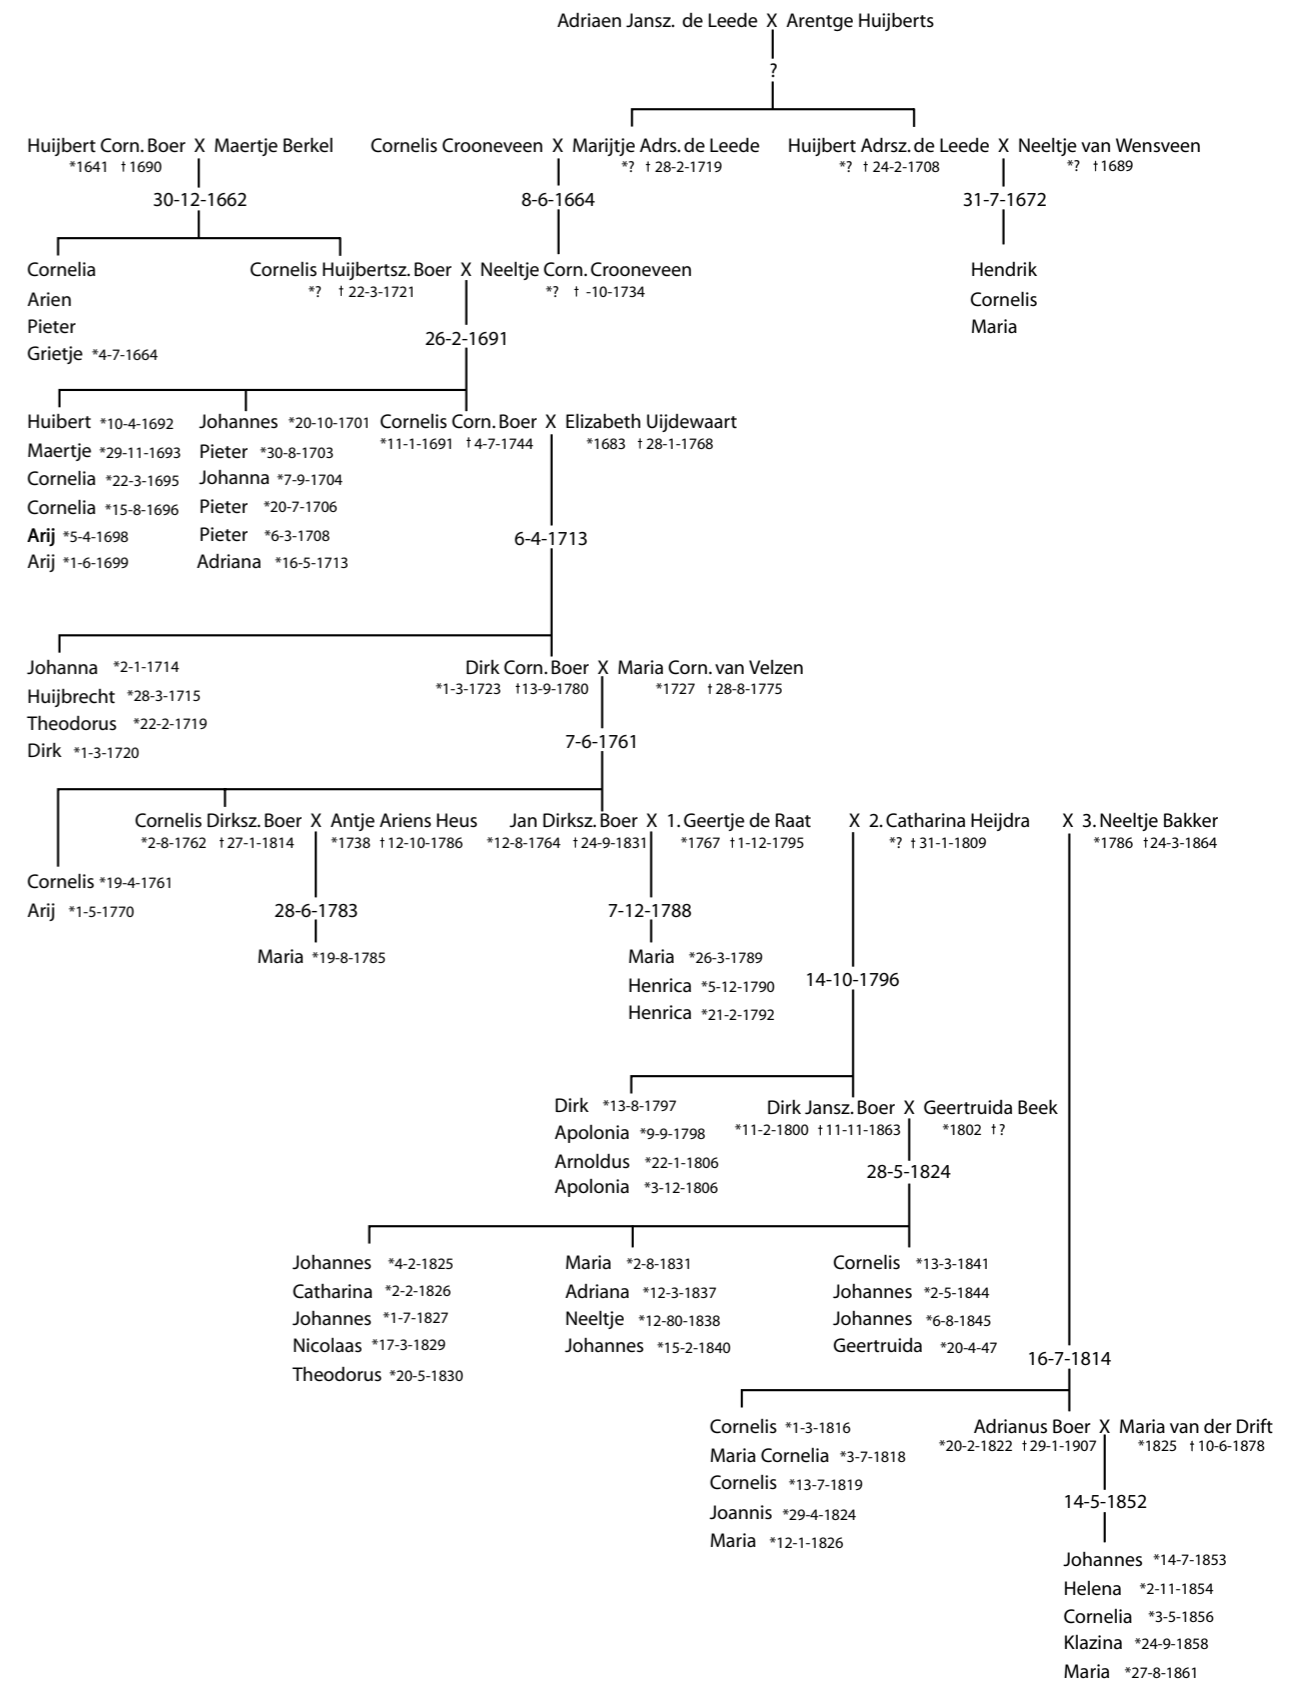 Adriaen Jansz. de Leede X Arentge Huijberts
?
Huijbert Corn. Boer X Maertje Berkel
*1641 †1690
30-12-1662
Cornelis Crooneveen X Marijtje Adrs. de Leede
*? † 28-2-1719
8-6-1664
Huijbert Adrsz. de Leede X Neeltje van Wensveen
*? † 24-2-1708 *? †1689
31-7-1672
Cornelia
Arien
Pieter
Grietje *4-7-1664
Cornelis Huijbertsz. Boer X Neeltje Corn. Crooneveen
*? † 22-3-1721 *? † -10-1734
26-2-1691
Hendrik
Cornelis
Maria
Huibert *10-4-1692
Maertje *29-11-1693
Cornelia *22-3-1695
Cornelia *15-8-1696
Arij *5-4-1698
Arij *1-6-1699
Johannes *20-10-1701
Pieter *30-8-1703
Johanna *7-9-1704
Pieter *20-7-1706
Pieter *6-3-1708
Adriana *16-5-1713
Cornelis Corn. Boer X Elizabeth Uijdewaart
*11-1-1691 †4-7-1744 *1683 †28-1-1768
6-4-1713
Johanna *2-1-1714
Huijbrecht *28-3-1715
Theodorus *22-2-1719
Dirk *1-3-1720
Dirk Corn. Boer X Maria Corn. van Velzen
*1-3-1723 †13-9-1780 *1727 †28-8-1775
7-6-1761
Cornelis *19-4-1761
Arij *1-5-1770
Cornelis Dirksz. Boer X Antje Ariens Heus
*2-8-1762 †27-1-1814 *1738 †12-10-1786
28-6-1783
Maria *19-8-1785
Jan Dirksz. Boer X 1. Geertje de Raat X 2. Catharina Heijdra X 3. Neeltje Bakker
*12-8-1764 †24-9-1831 *1767 †1-12-1795 *? †31-1-1809 *1786 †24-3-1864
7-12-1788
Maria *26-3-1789
Henrica *5-12-1790
Henrica *21-2-1792
14-10-1796
Dirk *13-8-1797
Apolonia *9-9-1798
Arnoldus *22-1-1806
Apolonia *3-12-1806
Dirk Jansz. Boer X Geertruida Beek
*11-2-1800 †11-11-1863 *1802 †?
28-5-1824
Johannes *4-2-1825
Catharina *2-2-1826
Johannes *1-7-1827
Nicolaas *17-3-1829
Theodorus *20-5-1830
Maria *2-8-1831
Adriana *12-3-1837
Neeltje *12-80-1838
Johannes *15-2-1840
Cornelis *13-3-1841
Johannes *2-5-1844
Johannes *6-8-1845
Geertruida *20-4-47
16-7-1814
Cornelis *1-3-1816
Maria Cornelia *3-7-1818
Cornelis *13-7-1819
Joannis *29-4-1824
Maria *12-1-1826
Adrianus Boer X Maria van der Drift
*20-2-1822 †29-1-1907 *1825 †10-6-1878
14-5-1852
Johannes *14-7-1853
Helena *2-11-1854
Cornelia *3-5-1856
Klazina *24-9-1858
Maria *27-8-1861